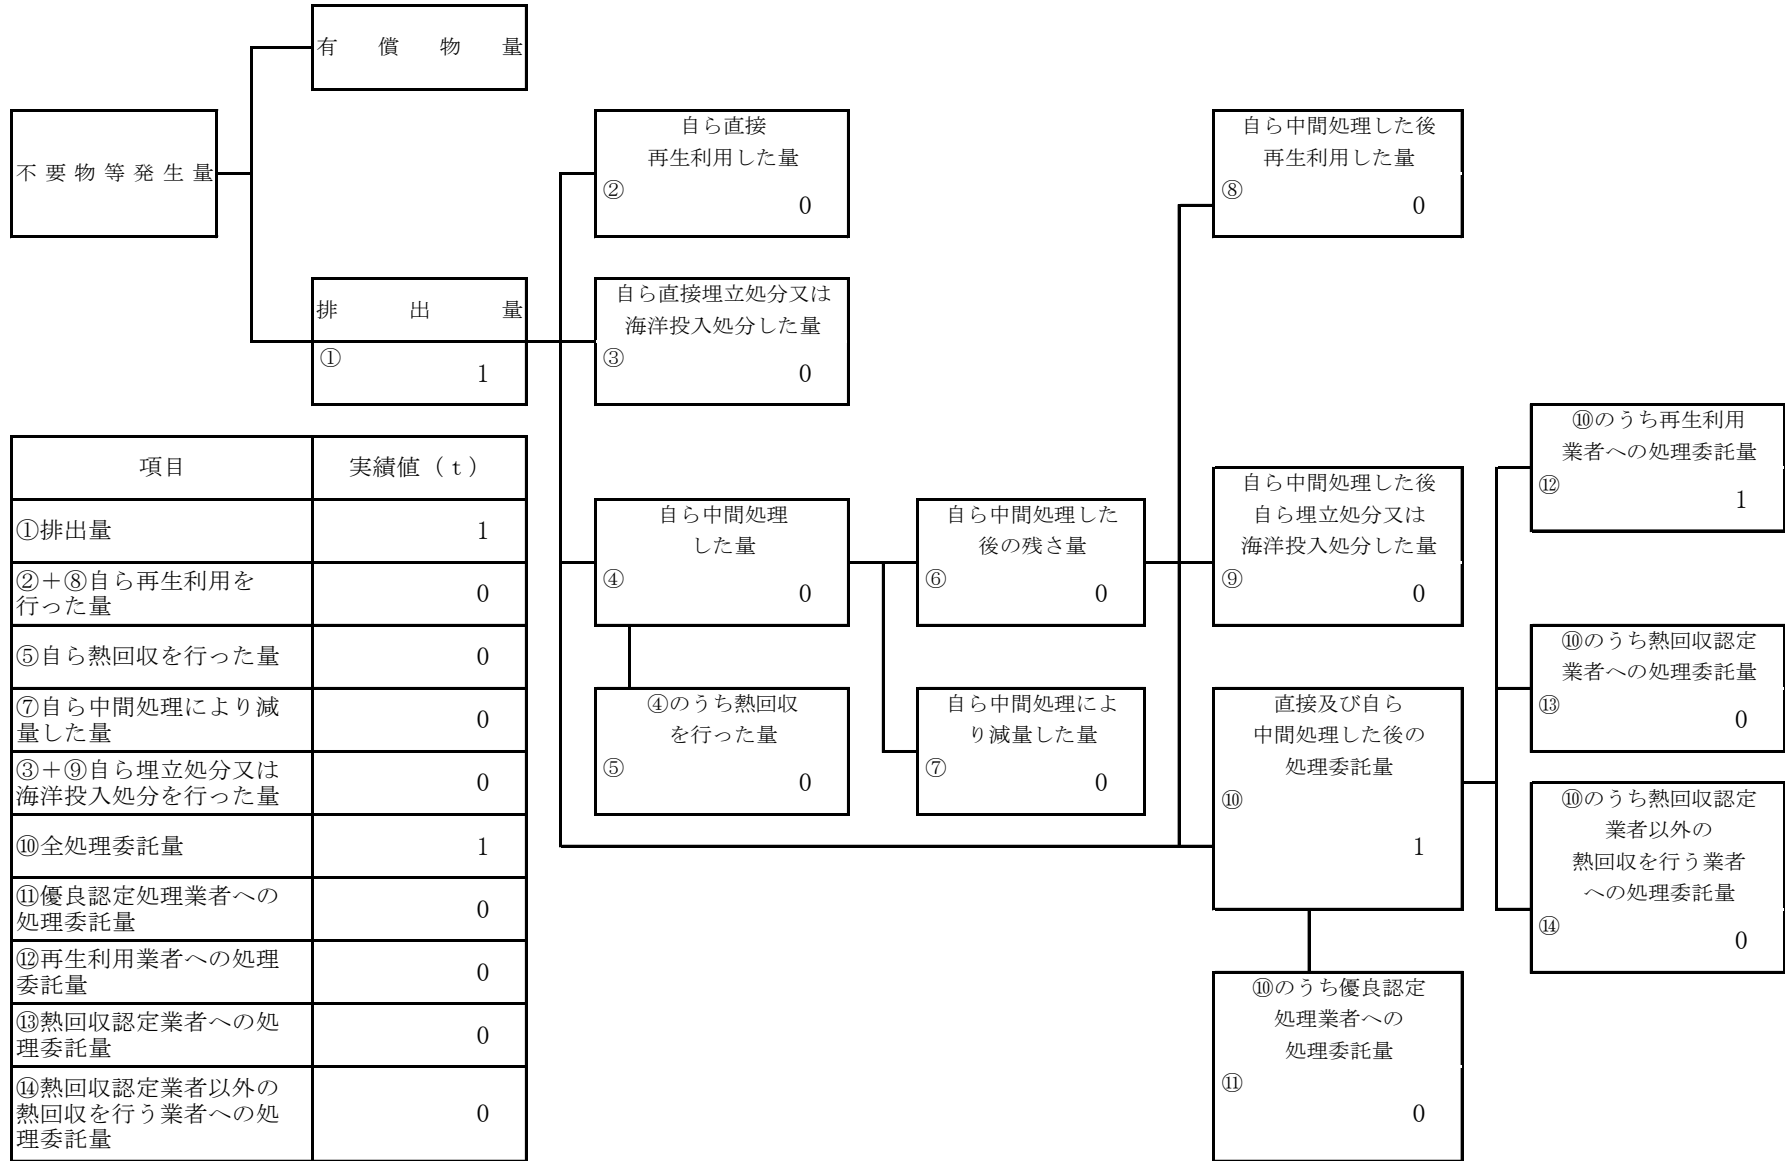 有償物量
不要物等発生量
排出量
①
1
自ら直接
再生利用した量
②
0
自ら直接埋立処分又は
海洋投入処分した量
③
0
自ら中間処理
した量
④
0
④のうち熱回収
を行った量
⑤
0
自ら中間処理した
後の残さ量
⑥
0
自ら中間処理によ
り減量した量
⑦
0
自ら中間処理した後
再生利用した量
⑧
0
自ら中間処理した後
自ら埋立処分又は
海洋投入処分した量
⑨
0
直接及び自ら
中間処理した後の
処理委託量
⑩
1
⑩のうち優良認定
処理業者への
処理委託量
⑪
0
⑩のうち再生利用
業者への処理委託量
⑫
1
⑩のうち熱回収認定
業者への処理委託量
⑬
0
⑩のうち熱回収認定
業者以外の
熱回収を行う業者
への処理委託量
⑭
0
項目 実績値（ｔ）
①排出量 1
②＋⑧自ら再生利用を
行った量 0
⑤自ら熱回収を行った量 0
⑦自ら中間処理により減
量した量 0
③＋⑨自ら埋立処分又は
海洋投入処分を行った量 0
⑩全処理委託量 1
⑪優良認定処理業者への
処理委託量 0
⑫再生利用業者への処理
委託量 0
⑬熱回収認定業者への処
理委託量 0
⑭熱回収認定業者以外の
熱回収を行う業者への処
理委託量 0